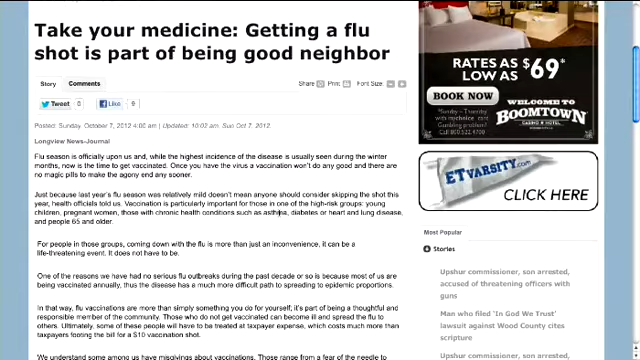 Take your medicine: Getting a flu
shot is part of being good neighbor
Story
Comments
Share
Print
Font Size:
Tweet
0
Like
9
Posted: Sunday, October 7, 2012 4:00 am | Updated: 10:02 am, Sun Oct 7, 2012.
Longview News-Journal
Flu season is officially upon us and, while the highest incidence of the disease is usually seen during the winter
months, now is the time to get vaccinated. Once you have the virus a vaccination won't do any good and there are
no magic pills to make the agony end any sooner.
Just because last year's flu season was relatively mild doesn't mean anyone should consider skipping the shot this
year, health officials told us. Vaccination is particularly important for those in one of the high-risk groups: young
children, pregnant women, those with chronic health conditions such as asthma, diabetes or heart and lung disease,
and people 65 and older.
For people in those groups, coming down with the flu is more than just an inconvenience, it can be a
life-threatening event. It does not have to be.
One of the reasons we have had no serious flu outbreaks during the past decade or so is because most of us are
being vaccinated annually, thus the disease has a much more difficult path to spreading to epidemic proportions.
In that way, flu vaccinations are more than simply something you do for yourself; it's part of being a thoughtful and
responsible member of the community. Those who do not get vaccinated can become ill and spread the flu to
others. Ultimately, some of these people will have to be treated at taxpayer expense, which costs much more than
taxpayers footing the bill for a $10 vaccination shot.
We understand some among us have misgivings about vaccinations. Those range from a fear of the needle to
RATES AS
LOW AS $69*
BOOK NOW
*Sunday - Thursday
with mychoice card
Gambling problem?
Call 800.522.4700
WELCOME TO
BOOMTOWN
CASINO HOTEL
ETVARSITY.com
CLICK HERE
Most Popular
Stories
Upshur commissioner, son arrested,
accused of threatening officers with
guns
Man who filed 'In God We Trust'
lawsuit against Wood County cites
scripture
Upshur commissioner, son arrested,